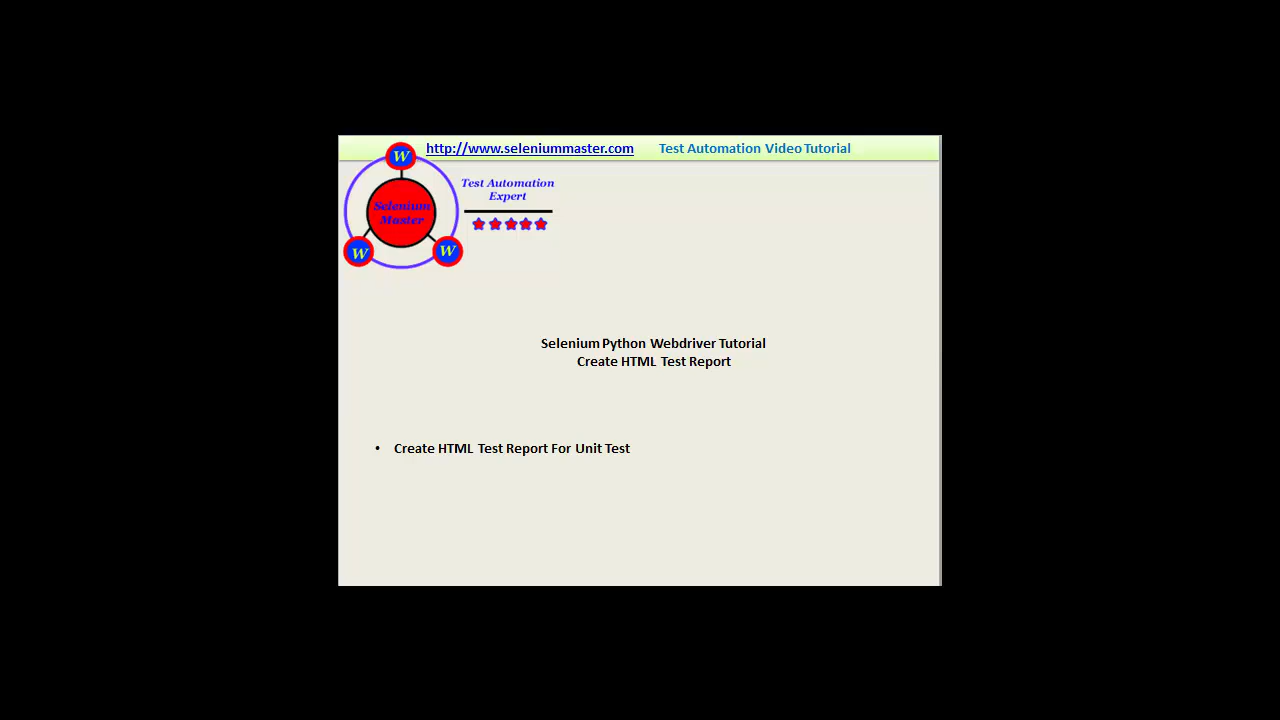 http://www.seleniummaster.com Test Automation Video Tutorial
W
Test Automation
Expert
Selenium
Master
W
W
Selenium Python Webdriver Tutorial
Create HTML Test Report
• Create HTML Test Report For Unit Test